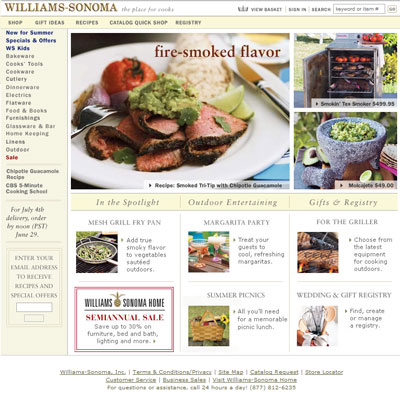 WILLIAMS-SONOMA the place for cooks
VIEW BASKET | SIGN IN | SEARCH keyword or item #
SHOP GIFT IDEAS RECIPES CATALOG QUICK SHOP REGISTRY
New for Summer
Specials & Offers
WS Kids
Bakeware
Cooks' Tools
Cookware
Cutlery
Dinnerware
Electrics
Flatware
Food & Books
Furnishings
Glassware & Bar
Home Keeping
Linens
Outdoor
Sale
Chipotle Guacamole
Recipe
CBS 5-Minute
Cooking School
For July 4th
delivery, order
by noon (PST)
June 29.
ENTER YOUR
EMAIL ADDRESS
TO RECEIVE
RECIPES AND
SPECIAL OFFERS
fire-smoked flavor
Recipe: Smoked Tri-Tip with Chipotle Guacamole
Smokin' Tex Smoker $499.95
Molcajete $49.00
In the Spotlight
MESH GRILL FRY PAN
Add true
smoky flavor
to vegetables
sautéed
outdoors.
WILLIAMS SONOMA HOME
SEMIANNUAL SALE
Save up to 30% on
furniture, bed and bath,
lighting and more.
Outdoor Entertaining
MARGARITA PARTY
Treat your
guests to
cool, refreshing
margaritas.
SUMMER PICNICS
All you'll need
for a memorable
picnic lunch.
Gifts & Registry
FOR THE GRILLER
Choose from
the latest
equipment
for cooking
outdoors.
WEDDING & GIFT REGISTRY
Find, create
or manage
a registry.
Williams-Sonoma, Inc. | Terms & Conditions/Privacy | Site Map | Catalog Request | Store Locator
Customer Service | Business Sales | Visit Williams-Sonoma Home
For questions or assistance, call 24 hours a day! (877) 812-6235